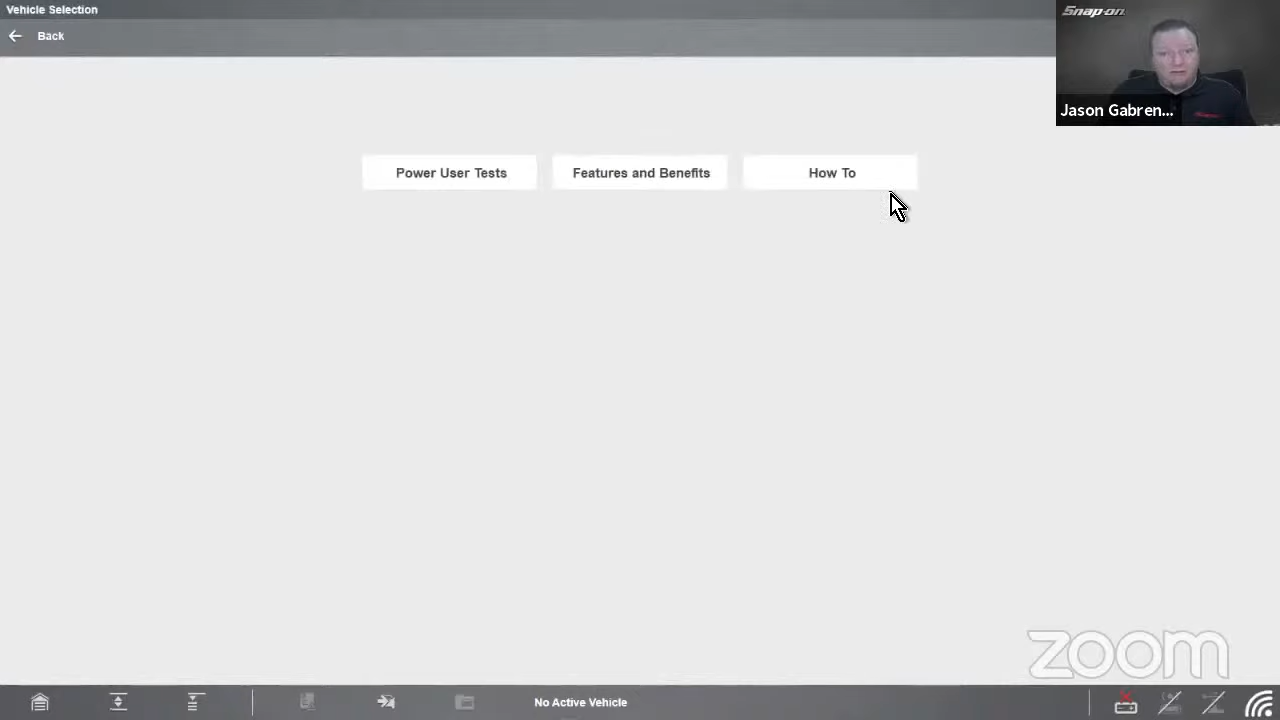 Vehicle Selection
Back
Snap-on
Jason Gabren...
Power User Tests
Features and Benefits
How To
zoom
No Active Vehicle